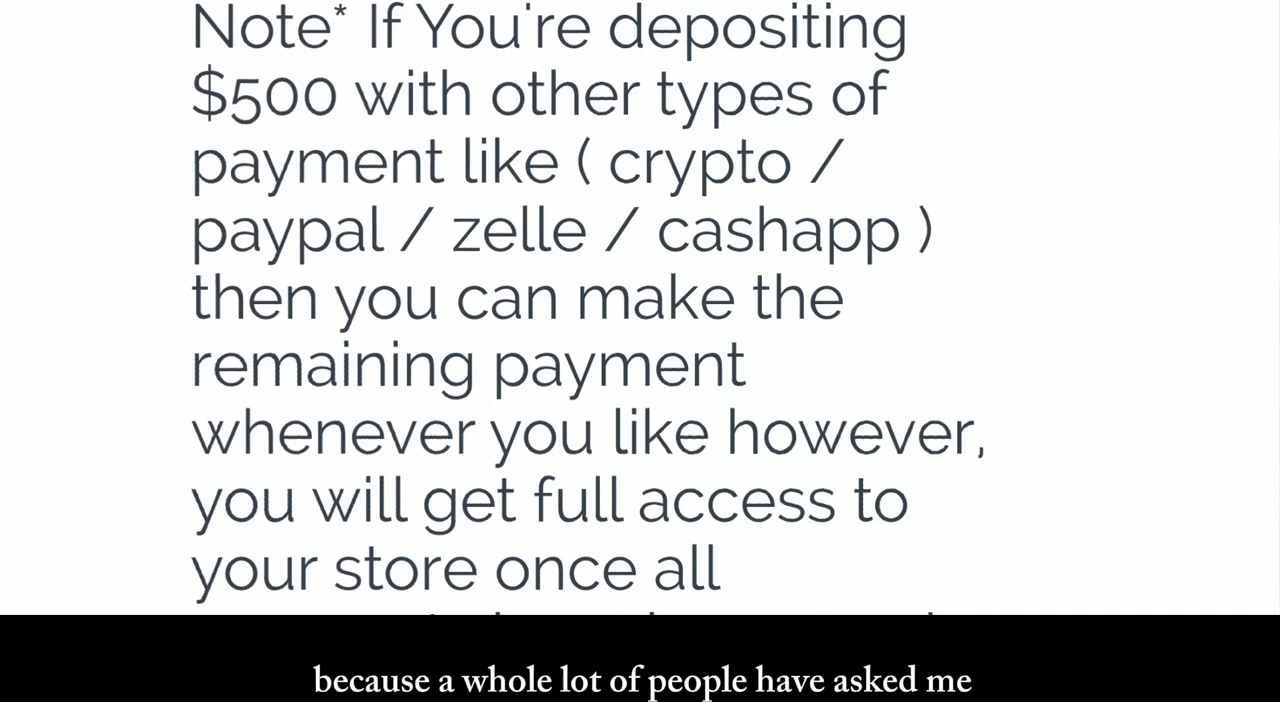 Note* If You're depositing
$500 with other types of
payment like ( crypto /
paypal / zelle / cashapp )
then you can make the
remaining payment
whenever you like however,
you will get full access to
your store once all
because a whole lot of people have asked me